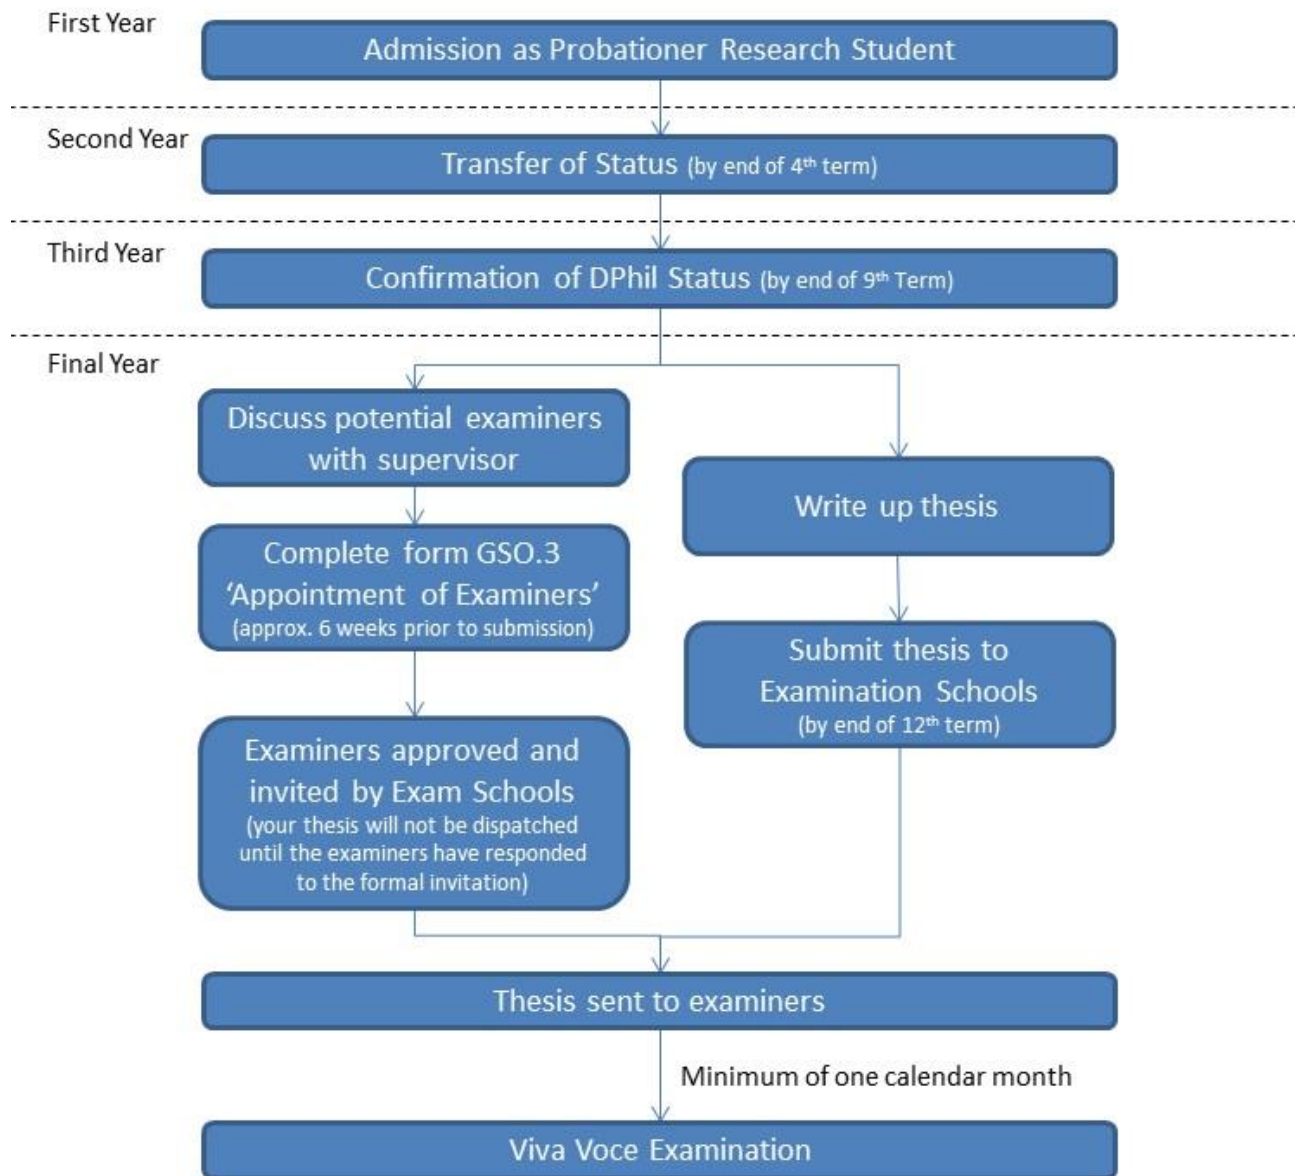 First Year
Admission as Probationer Research Student
Second Year
Transfer of Status (by end of 4th term)
Third Year
Confirmation of DPhil Status (by end of 9th Term)
Final Year
Discuss potential examiners
with supervisor
Complete form GSO.3
‘Appointment of Examiners’
(approx. 6 weeks prior to submission)
Examiners approved and
invited by Exam Schools
(your thesis will not be dispatched
until the examiners have responded
to the formal invitation)
Write up thesis
Submit thesis to
Examination Schools
(by end of 12th term)
Thesis sent to examiners
Minimum of one calendar month
Viva Voce Examination